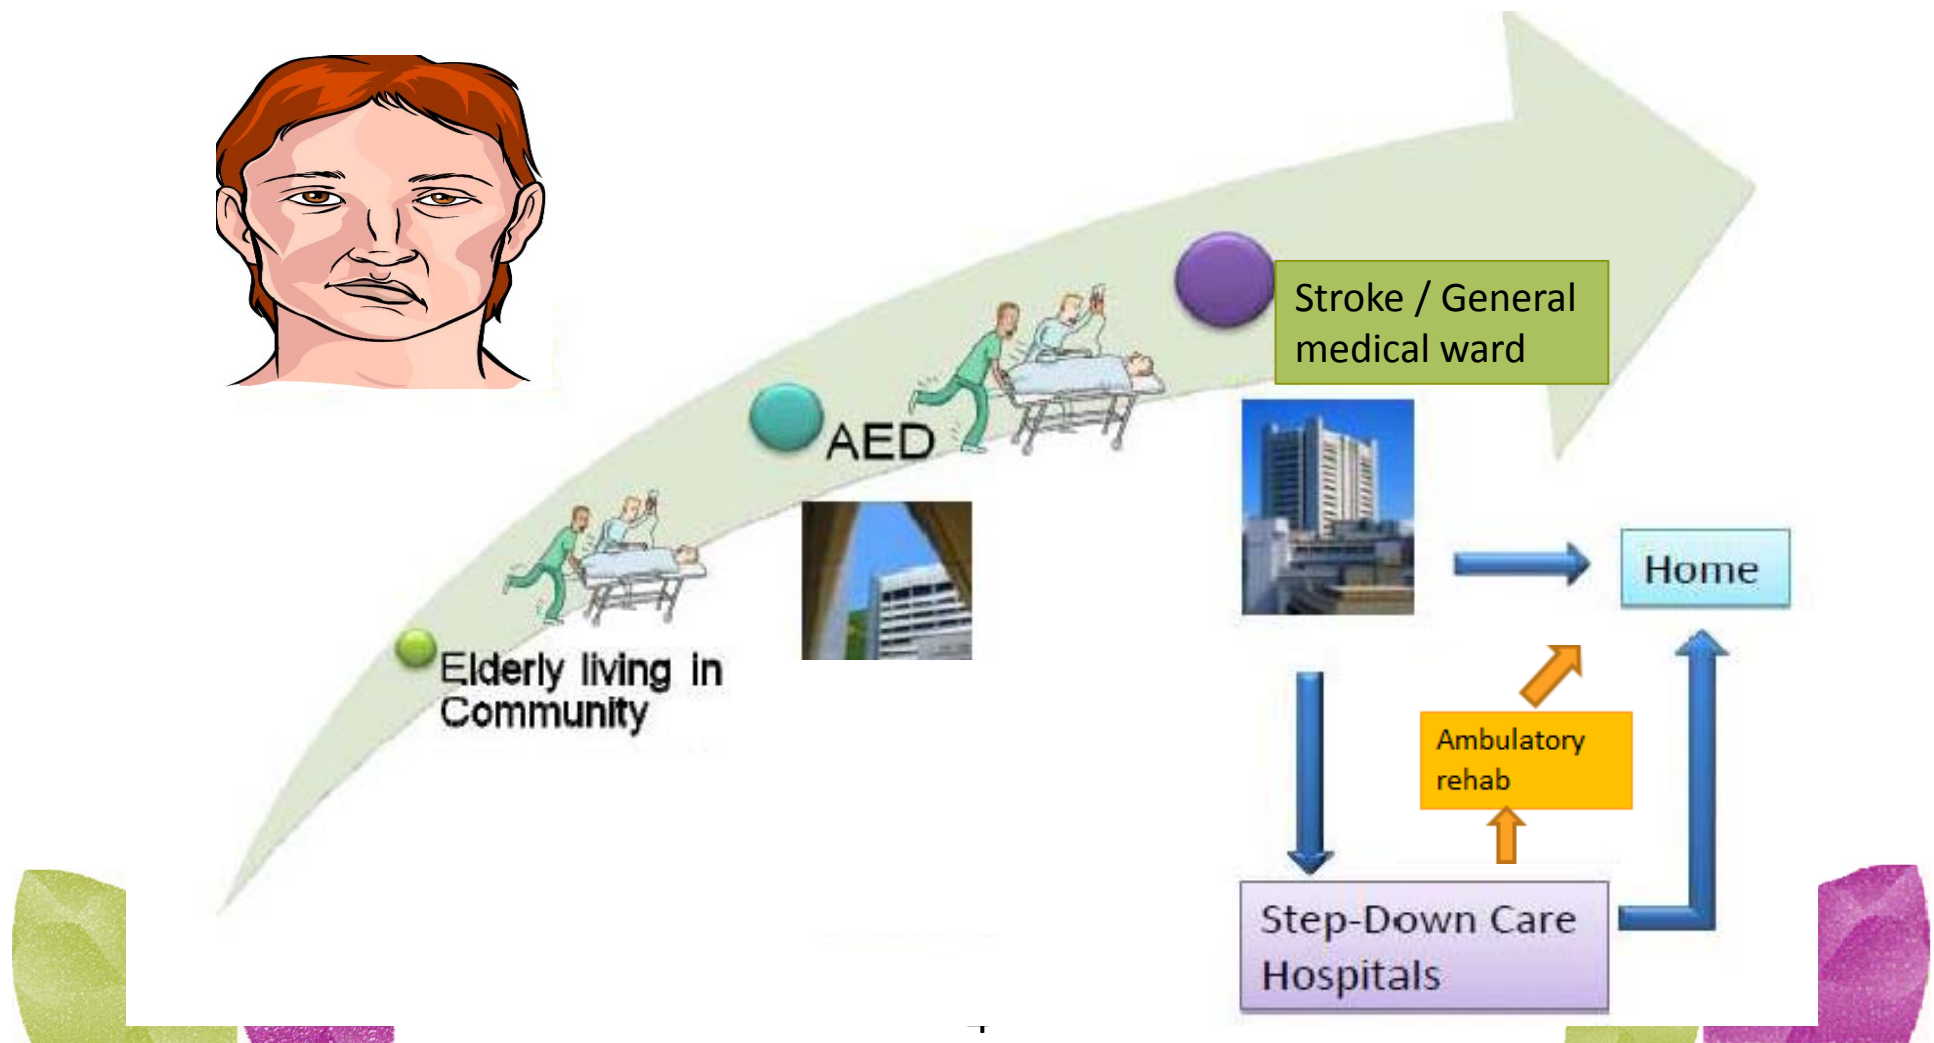 Stroke / General
medical ward
AED
Elderly living in
Community
Home
Ambulatory
rehab
Step-Down Care
Hospitals